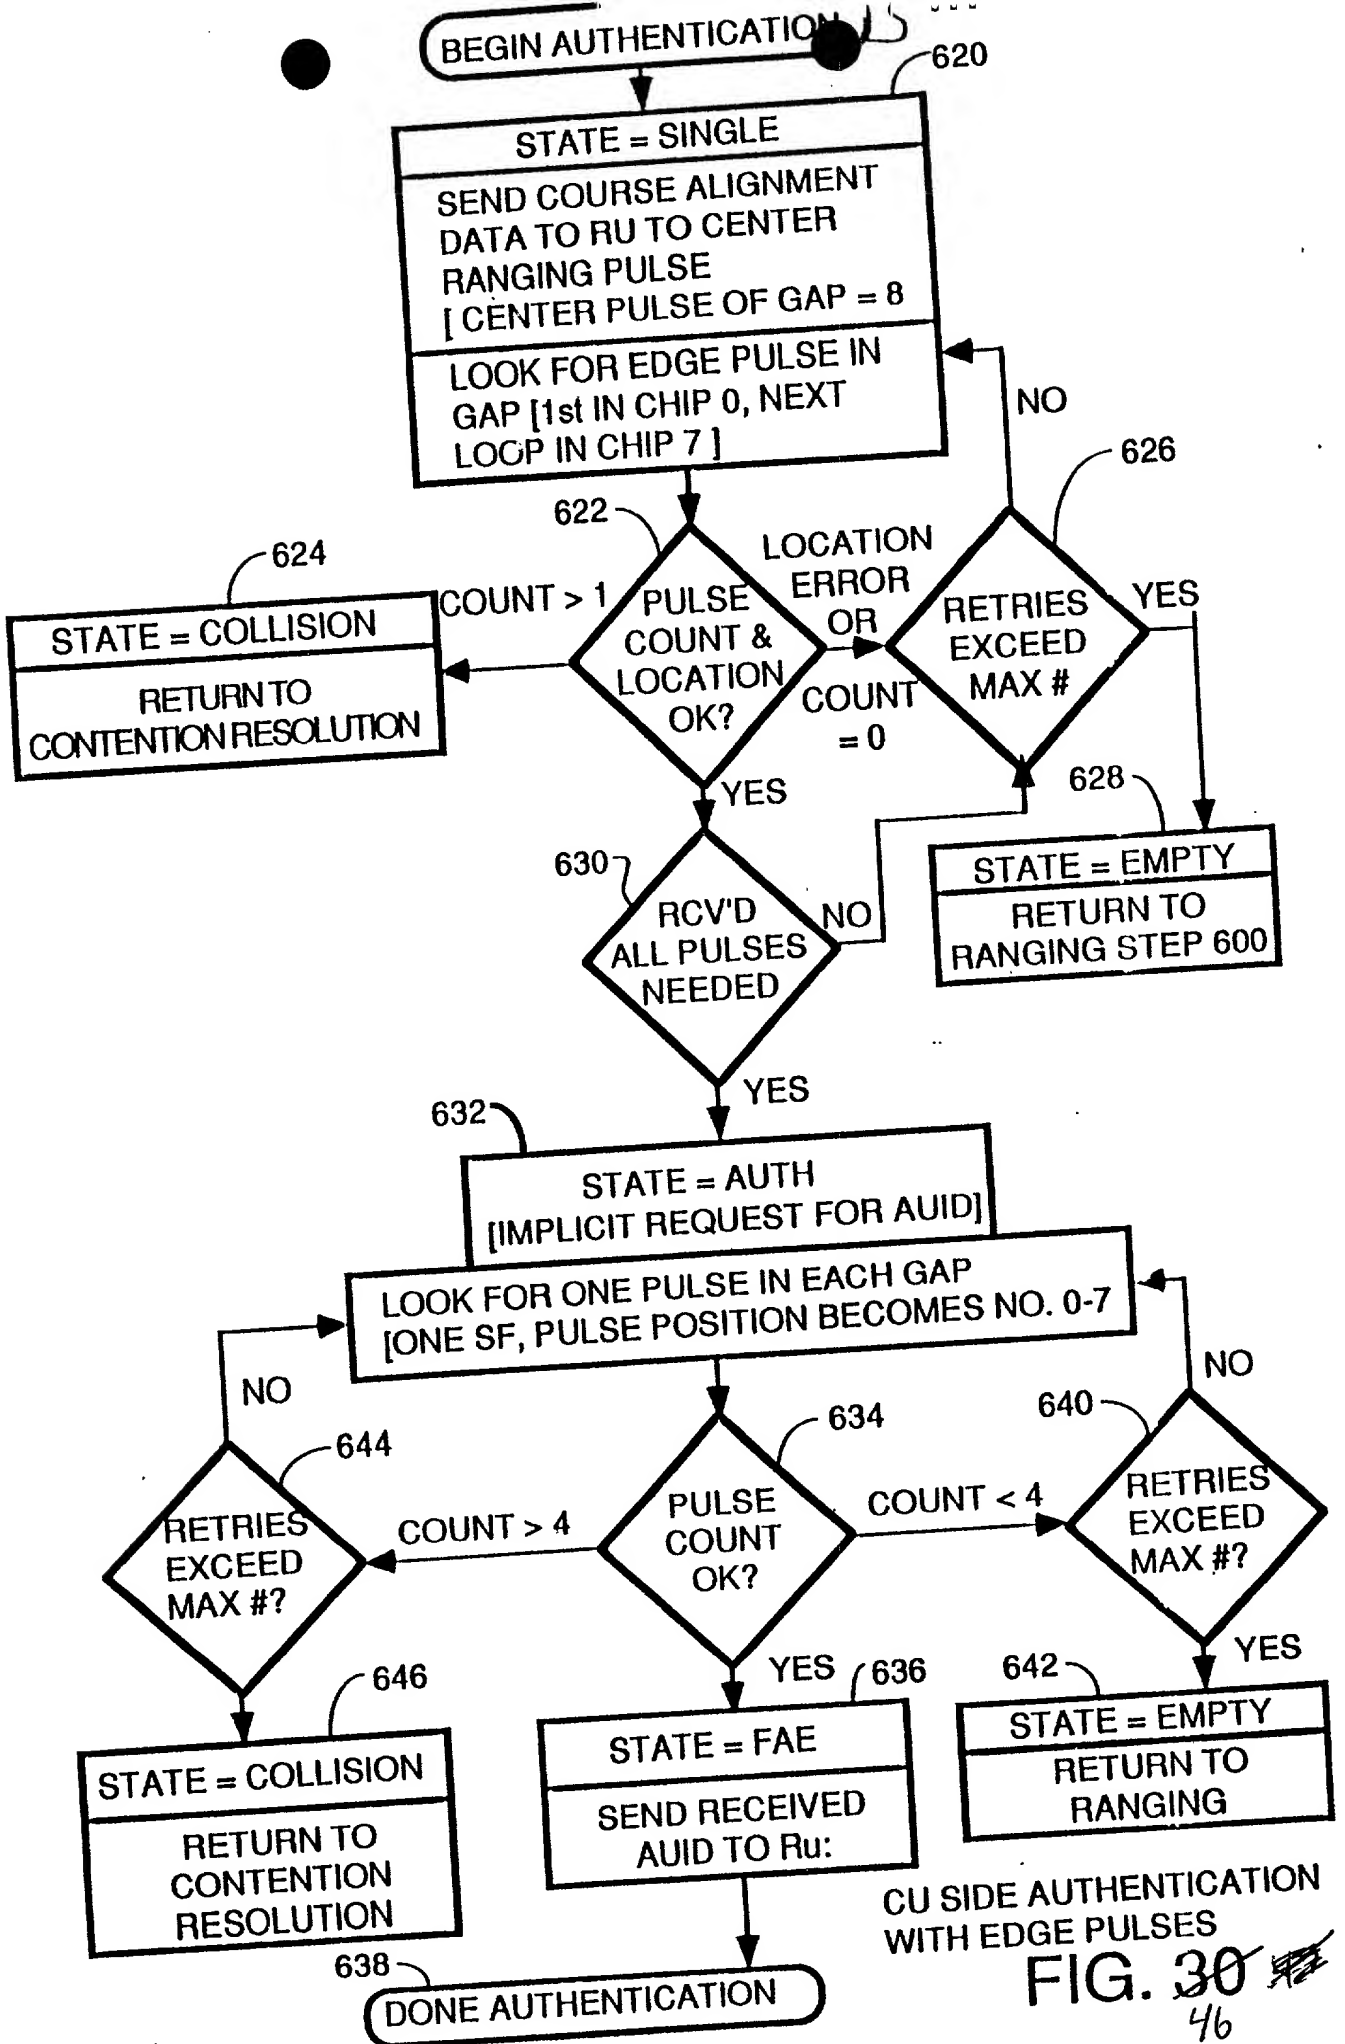 BEGIN AUTHENTICATION
620
STATE = SINGLE
SEND COURSE ALIGNMENT
DATA TO RU TO CENTER
RANGING PULSE
[ CENTER PULSE OF GAP = 8
LOOK FOR EDGE PULSE IN
GAP [1st IN CHIP 0, NEXT
LOOP IN CHIP 7 ]
NO
626
622
LOCATION
ERROR
OR
COUNT
= 0
624
COUNT > 1
STATE = COLLISION
RETURN TO
CONTENTION RESOLUTION
PULSE
COUNT &
LOCATION
OK?
RETRIES
EXCEED
MAX #
YES
YES
628
STATE = EMPTY
RETURN TO
RANGING STEP 600
630
RCV'D
ALL PULSES
NEEDED
NO
YES
632
STATE = AUTH
[IMPLICIT REQUEST FOR AUID]
LOOK FOR ONE PULSE IN EACH GAP
[ONE SF, PULSE POSITION BECOMES NO. 0-7
NO
NO
644
634
640
RETRIES
EXCEED
MAX #?
COUNT > 4
PULSE
COUNT
OK?
COUNT < 4
RETRIES
EXCEED
MAX #?
646
YES
636
642
YES
STATE = COLLISION
RETURN TO
CONTENTION
RESOLUTION
STATE = FAE
SEND RECEIVED
AUID TO Ru:
STATE = EMPTY
RETURN TO
RANGING
638
DONE AUTHENTICATION
CU SIDE AUTHENTICATION
WITH EDGE PULSES
FIG. 30
46